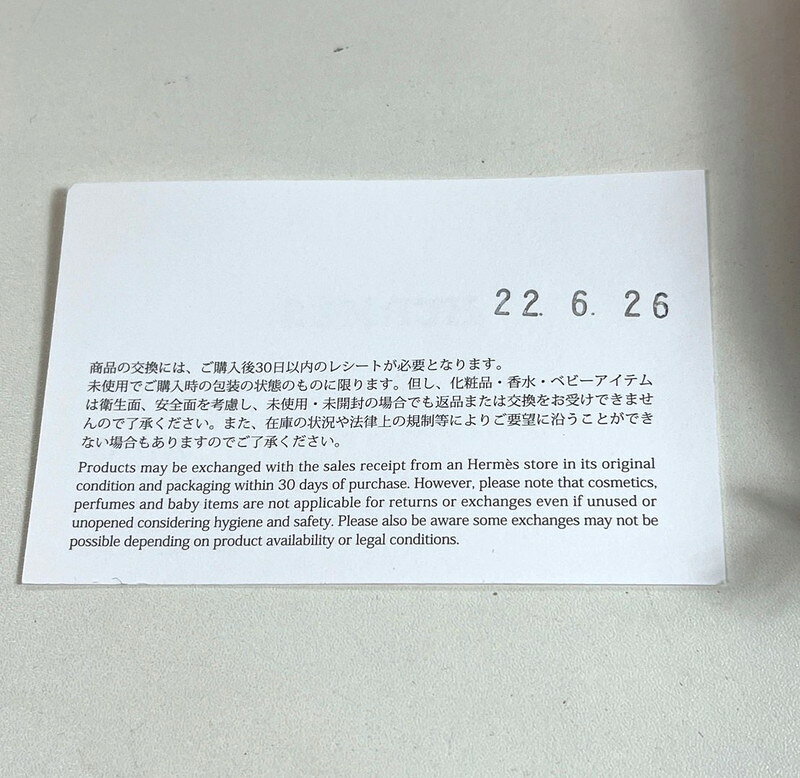 22. 6. 26
商品の交換には、ご購入後30日以内のレシートが必要となります。
未使用でご購入時の包装の状態のものに限ります。但し、化粧品・香水・ベビーアイテム
は衛生面、安全面を考慮し、未使用・未開封の場合でも返品または交換をお受けできませ
んので了承ください。また、在庫の状況や法律上の規制等によりご要望に沿うことができ
ない場合もありますのでご了承ください。
Products may be exchanged with the sales receipt from an Hermès store in its original
condition and packaging within 30 days of purchase. However, please note that cosmetics,
perfumes and baby items are not applicable for returns or exchanges even if unused or
unopened considering hygiene and safety. Please also be aware some exchanges may not be
possible depending on product availability or legal conditions.